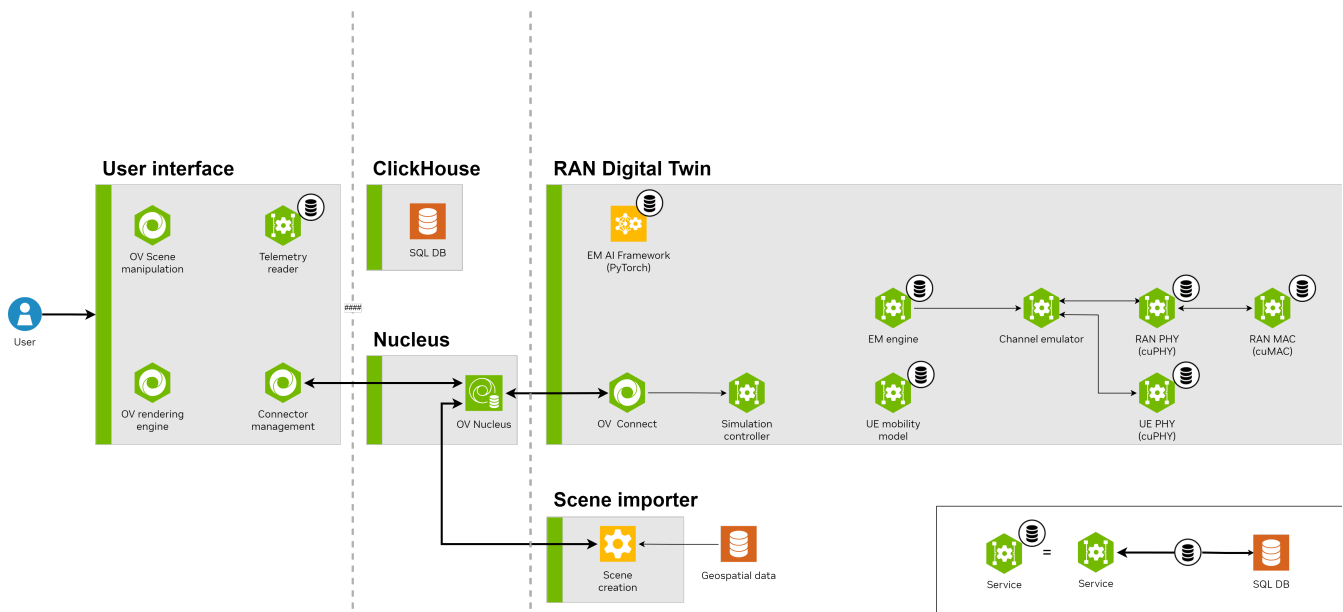 User interface
ClickHouse
RAN Digital Twin
OV Scene
manipulation
Telemetry
reader
SQL DB
EM AI Framework
(PyTorch)
User
####
EM engine
Channel emulator
RAN PHY
(cuPHY)
RAN MAC
(cuMAC)
Nucleus
OV rendering
engine
Connector
management
OV Nucleus
OV Connect
Simulation
controller
UE mobility
model
UE PHY
(cuPHY)
Scene importer
Scene
creation
Geospatial data
Service
=
Service
SQL DB